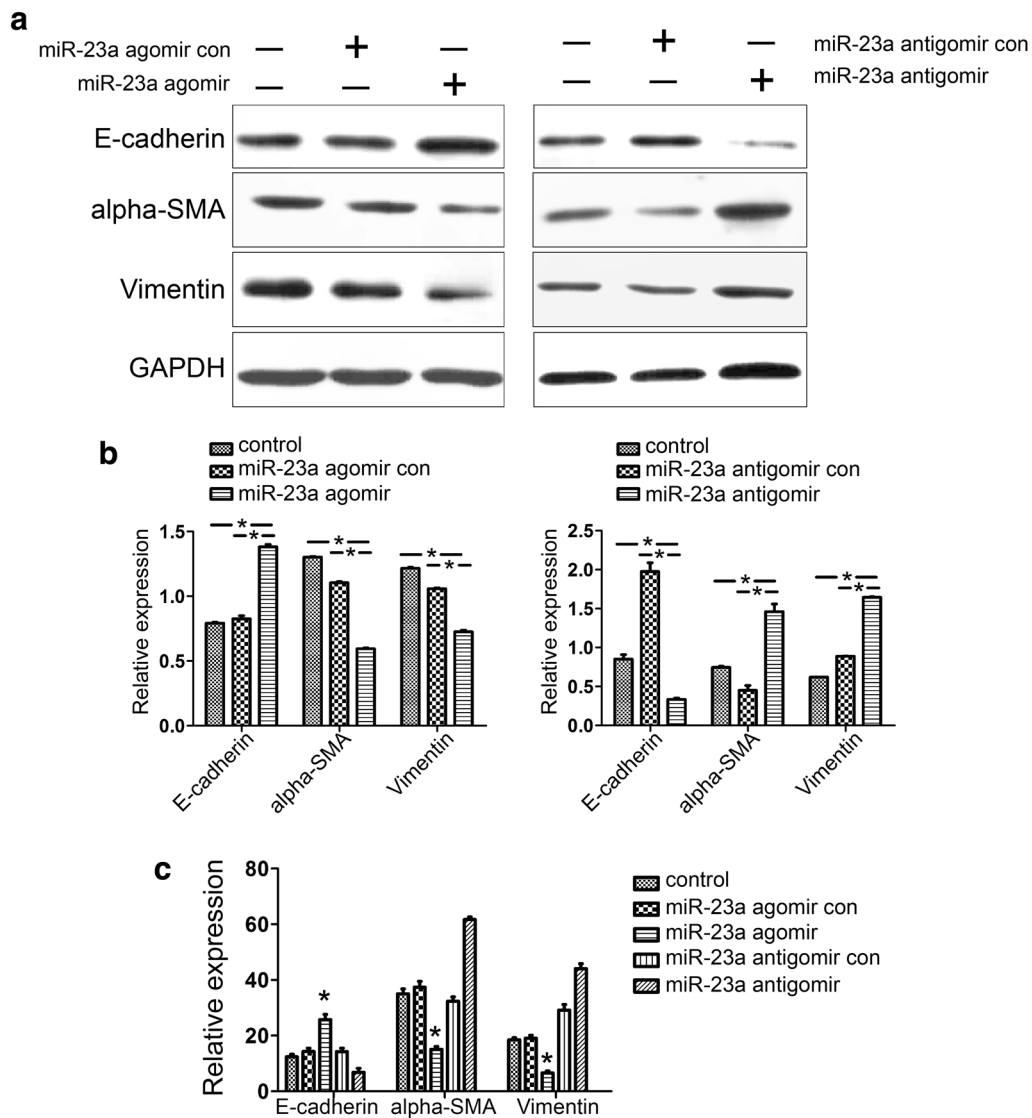 a
miR-23a agomir con — + —
miR-23a agomir — — +
— + — miR-23a antigomir con
— — + miR-23a antigomir
E-cadherin
alpha-SMA
Vimentin
GAPDH
b
control
miR-23a agomir con
miR-23a agomir
Relative expression
1.5
1.0
0.5
0.0
* * * * * *
E-cadherin
alpha-SMA
Vimentin
control
miR-23a antigomir con
miR-23a antigomir
Relative expression
2.5
2.0
1.5
1.0
0.5
0.0
* * * * * *
E-cadherin
alpha-SMA
Vimentin
c
Relative expression
80
60
40
20
0
* * *
E-cadherin alpha-SMA Vimentin
control
miR-23a agomir con
miR-23a agomir
miR-23a antigomir con
miR-23a antigomir